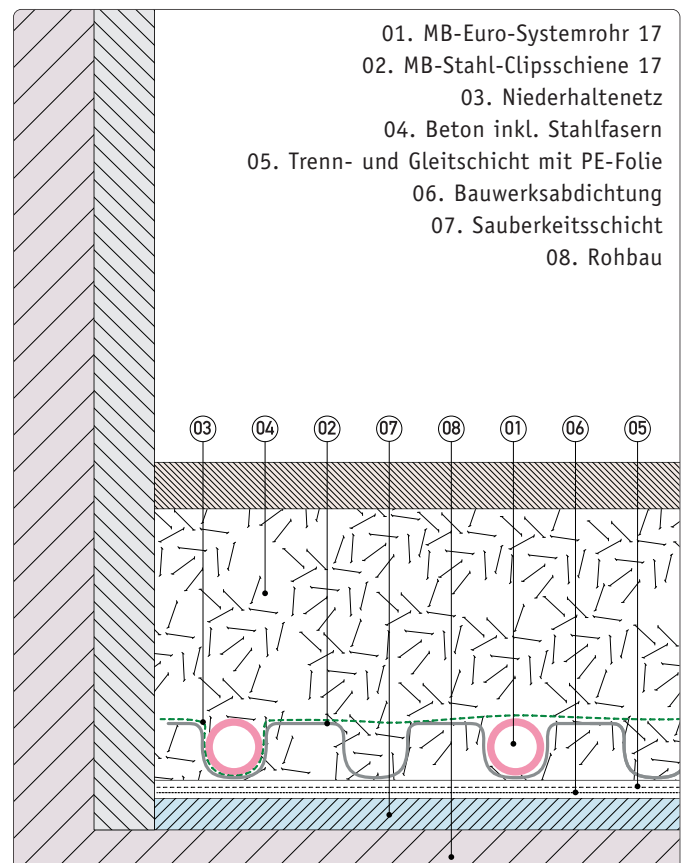 01. MB-Euro-Systemrohr 17
02. MB-Stahl-Clipsschiene 17
03. Niederhaltenetz
04. Beton inkl. Stahlfasern
05. Trenn- und Gleitschicht mit PE-Folie
06. Bauwerksabdichtung
07. Sauberkeitsschicht
08. Rohbau
03 04 02 07 08 01 06 05